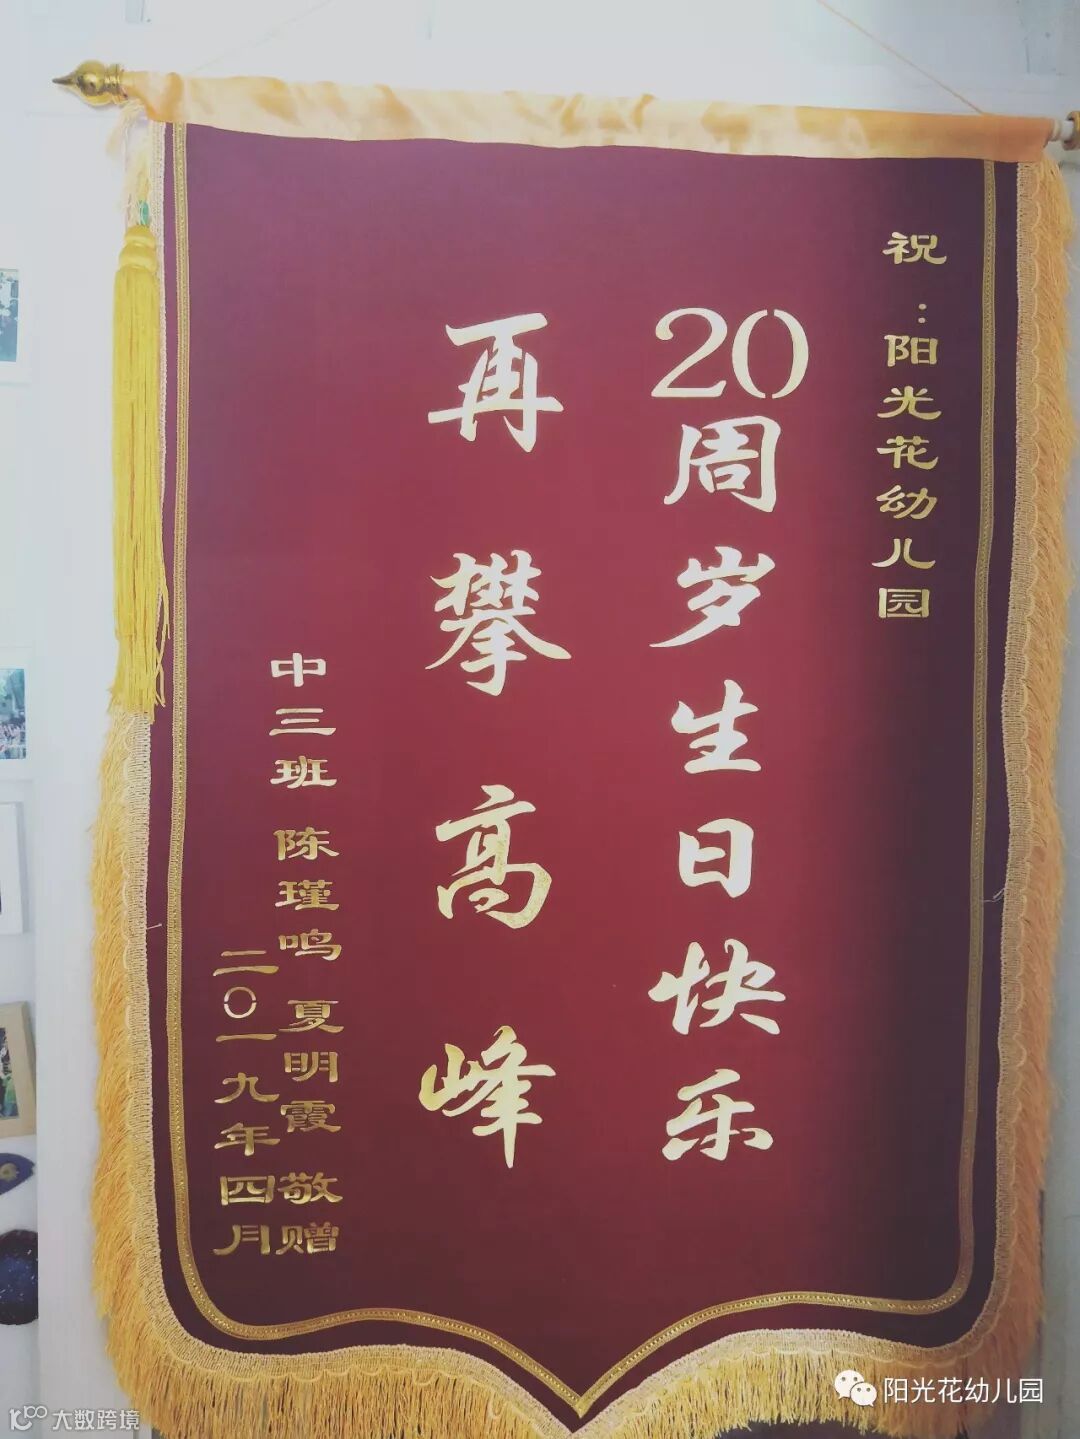 祝：阳光花幼儿园
20周岁生日快乐
再攀高峰
中三班 陈瑾鸣 夏明霞 敬赠
二〇一九年四月
阳光花幼儿园
大数跨境